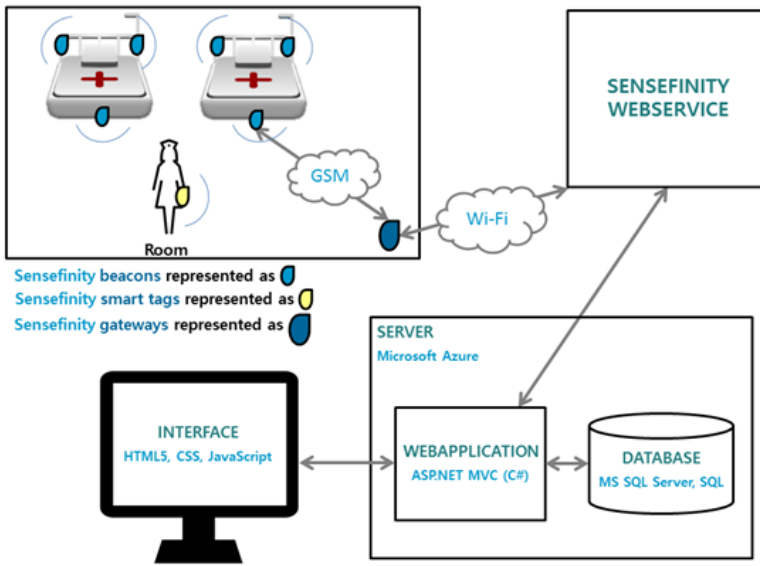 SENSEFINITY
WEBSERVICE
GSM
Wi-Fi
Room
Sensefinity beacons represented as
Sensefinity smart tags represented as
Sensefinity gateways represented as
SERVER
Microsoft Azure
INTERFACE
HTML5, CSS, JavaScript
WEBAPPLICATION
ASP.NET MVC (C#)
DATABASE
MS SQL Server, SQL